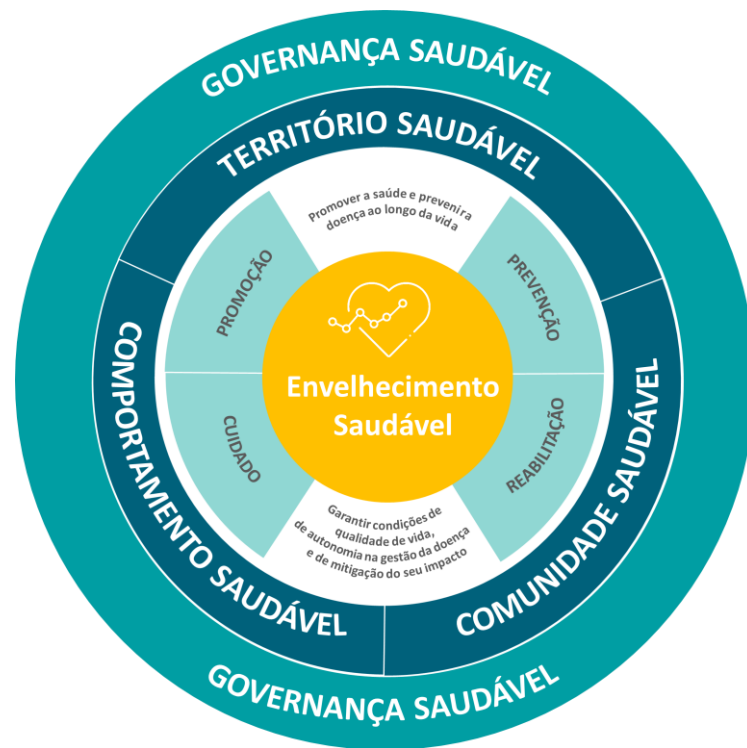 GOVERNANÇA SAUDÁVEL
TERRITÓRIO SAUDÁVEL
Promover a saúde e prevenir a
doença ao longo da vida
PROMOÇÃO
PREVENÇÃO
Envelhecimento
Saudável
CUIDADO
REABILITAÇÃO
Garantir condições de
qualidade de vida,
de autonomia na gestão da doença
e de mitigação do seu impacto
COMPORTAMENTO SAUDÁVEL
COMUNIDADE SAUDÁVEL
GOVERNANÇA SAUDÁVEL